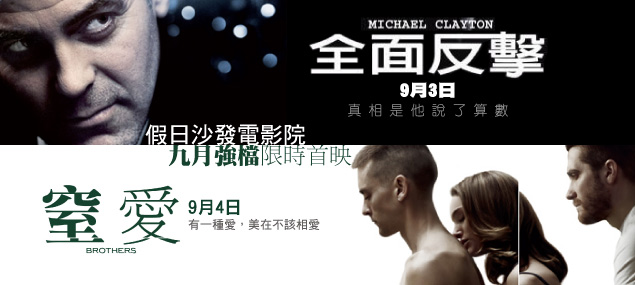 MICHAEL CLAYTON
全面反擊
9月3日
真相是他說了算數
假日沙發電影院
九月強檔限時首映
窒愛
BROTHERS
9月4日
有一種愛，美在不該相愛